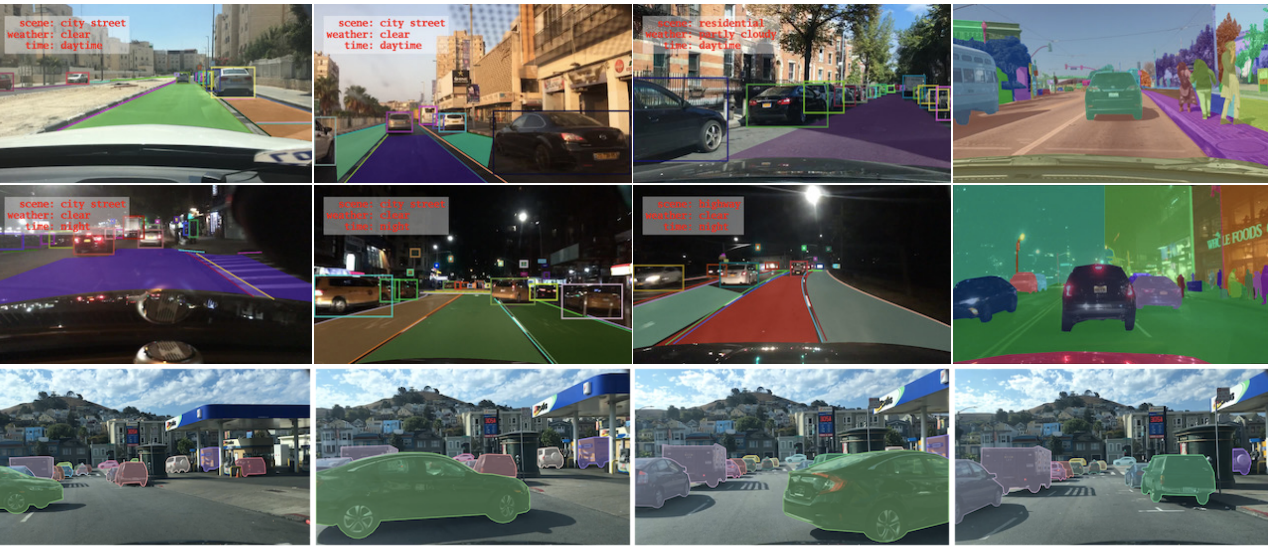 scene: city street
weather: clear
time: daytime
scene: city street
weather: clear
time: daytime
scene: residential
weather: partly cloudy
time: daytime
scene: city street
weather: clear
time: night
scene: city street
weather: clear
time: night
scene: highway
weather: clear
time: night
WHOLE FOODS